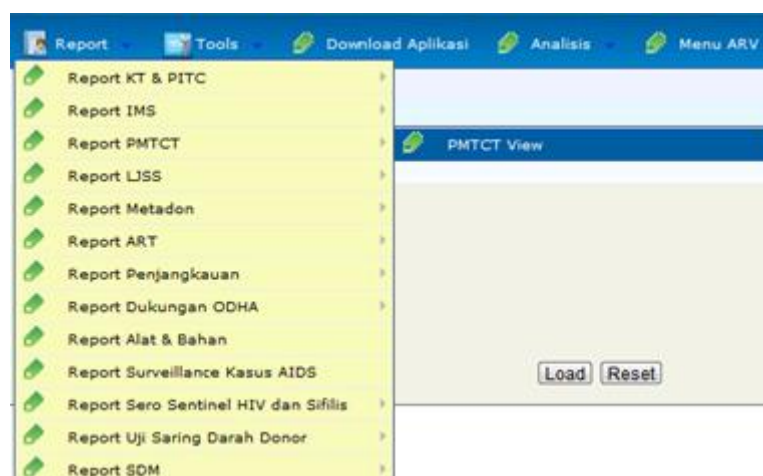 Report Tools Download Aplikasi Analisis Menu ARV
Report KT & PITC
Report IMS
Report PMTCT PMTCT View
Report LJSS
Report Metadon
Report ART
Report Penjangkauan
Report Dukungan ODHA
Report Alat & Bahan
Report Surveillance Kasus AIDS
Load Reset
Report Sero Sentinel HIV dan Sifilis
Report Uji Saring Darah Donor
Report SDM